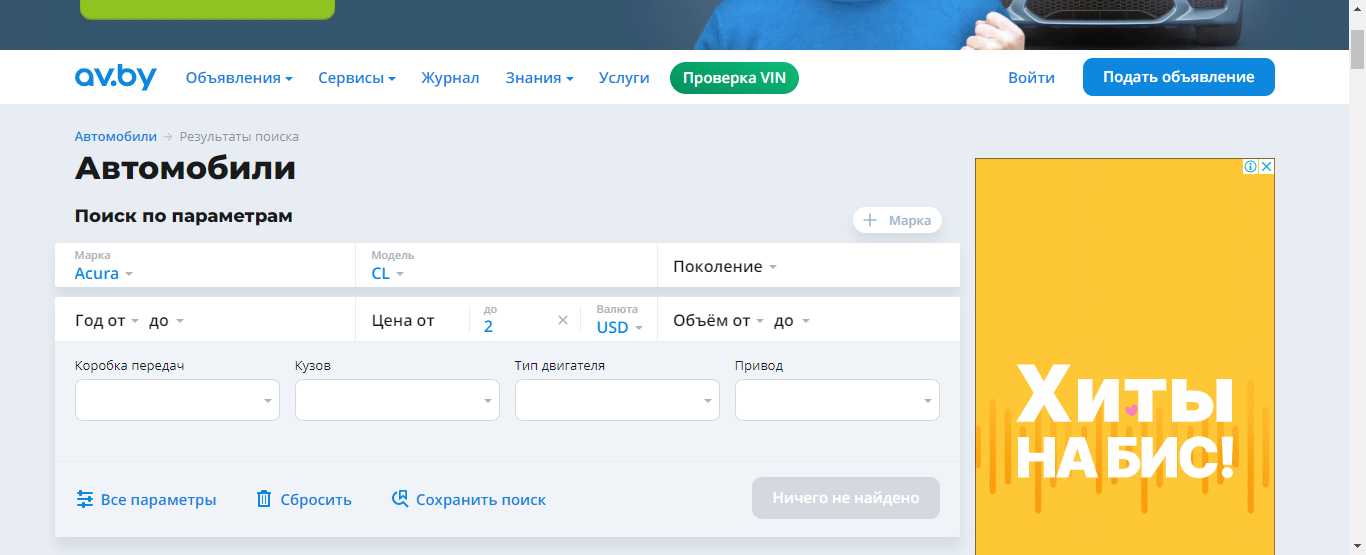 av.by Объявления Сервисы Журнал Знания Услуги Проверка VIN Войти Подать объявление
Автомобили → Результаты поиска
Автомобили
Поиск по параметрам
+ Марка
Марка
Acura
Модель
CL
Поколение
Год от до
Цена от
до
2
Валюта
USD
Объём от до
Коробка передач
Кузов
Тип двигателя
Привод
Все параметры Сбросить Сохранить поиск Ничего не найдено
ХИТЫ
НА БИС!